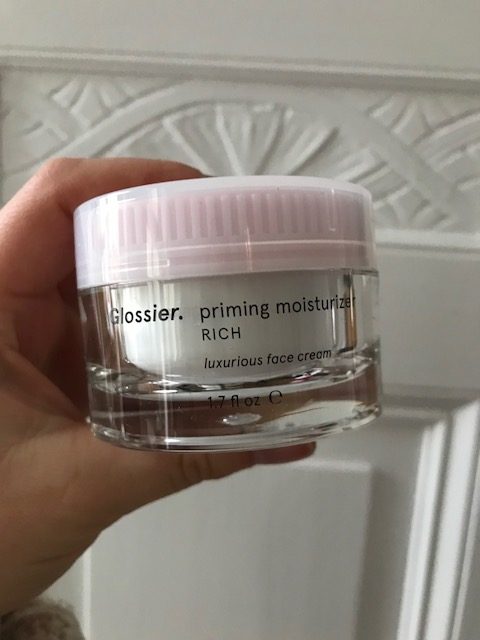 Glossier. priming moisturizer
RICH
luxurious face cream
1.7 fl oz ℮